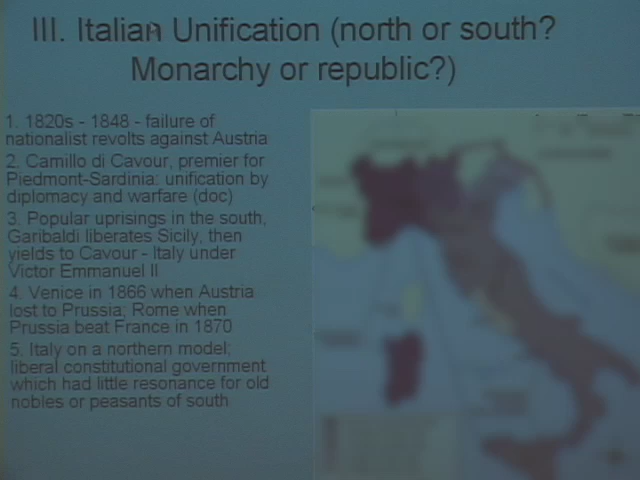 III. Italian Unification (north or south?
Monarchy or republic?)
1. 1820s - 1848 - failure of
nationalist revolts against Austria
2. Camillo di Cavour, premier for
Piedmont-Sardinia: unification by
diplomacy and warfare (doc)
3. Popular uprisings in the south,
Garibaldi liberates Sicily, then
yields to Cavour - Italy under
Victor Emmanuel II
4. Venice in 1866 when Austria
lost to Prussia; Rome when
Prussia beat France in 1870
5. Italy on a northern model;
liberal constitutional government
which had little resonance for old
nobles or peasants of south